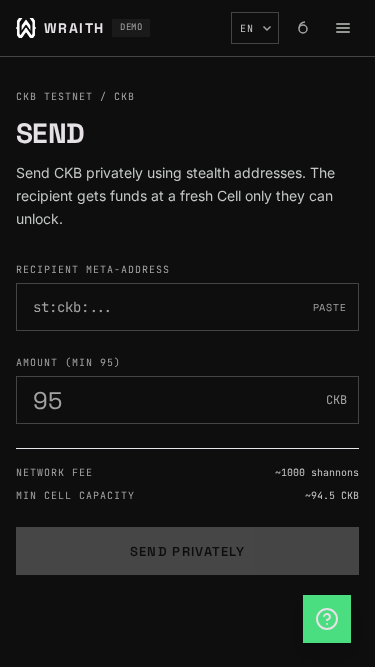 WRAITH DEMO EN
CKB TESTNET / CKB
SEND
Send CKB privately using stealth addresses. The
recipient gets funds at a fresh Cell only they can
unlock.
RECIPIENT META-ADDRESS
st:ckb:... PASTE
AMOUNT (MIN 95)
95 CKB
NETWORK FEE ~1000 shannons
MIN CELL CAPACITY ~94.5 CKB
SEND PRIVATELY